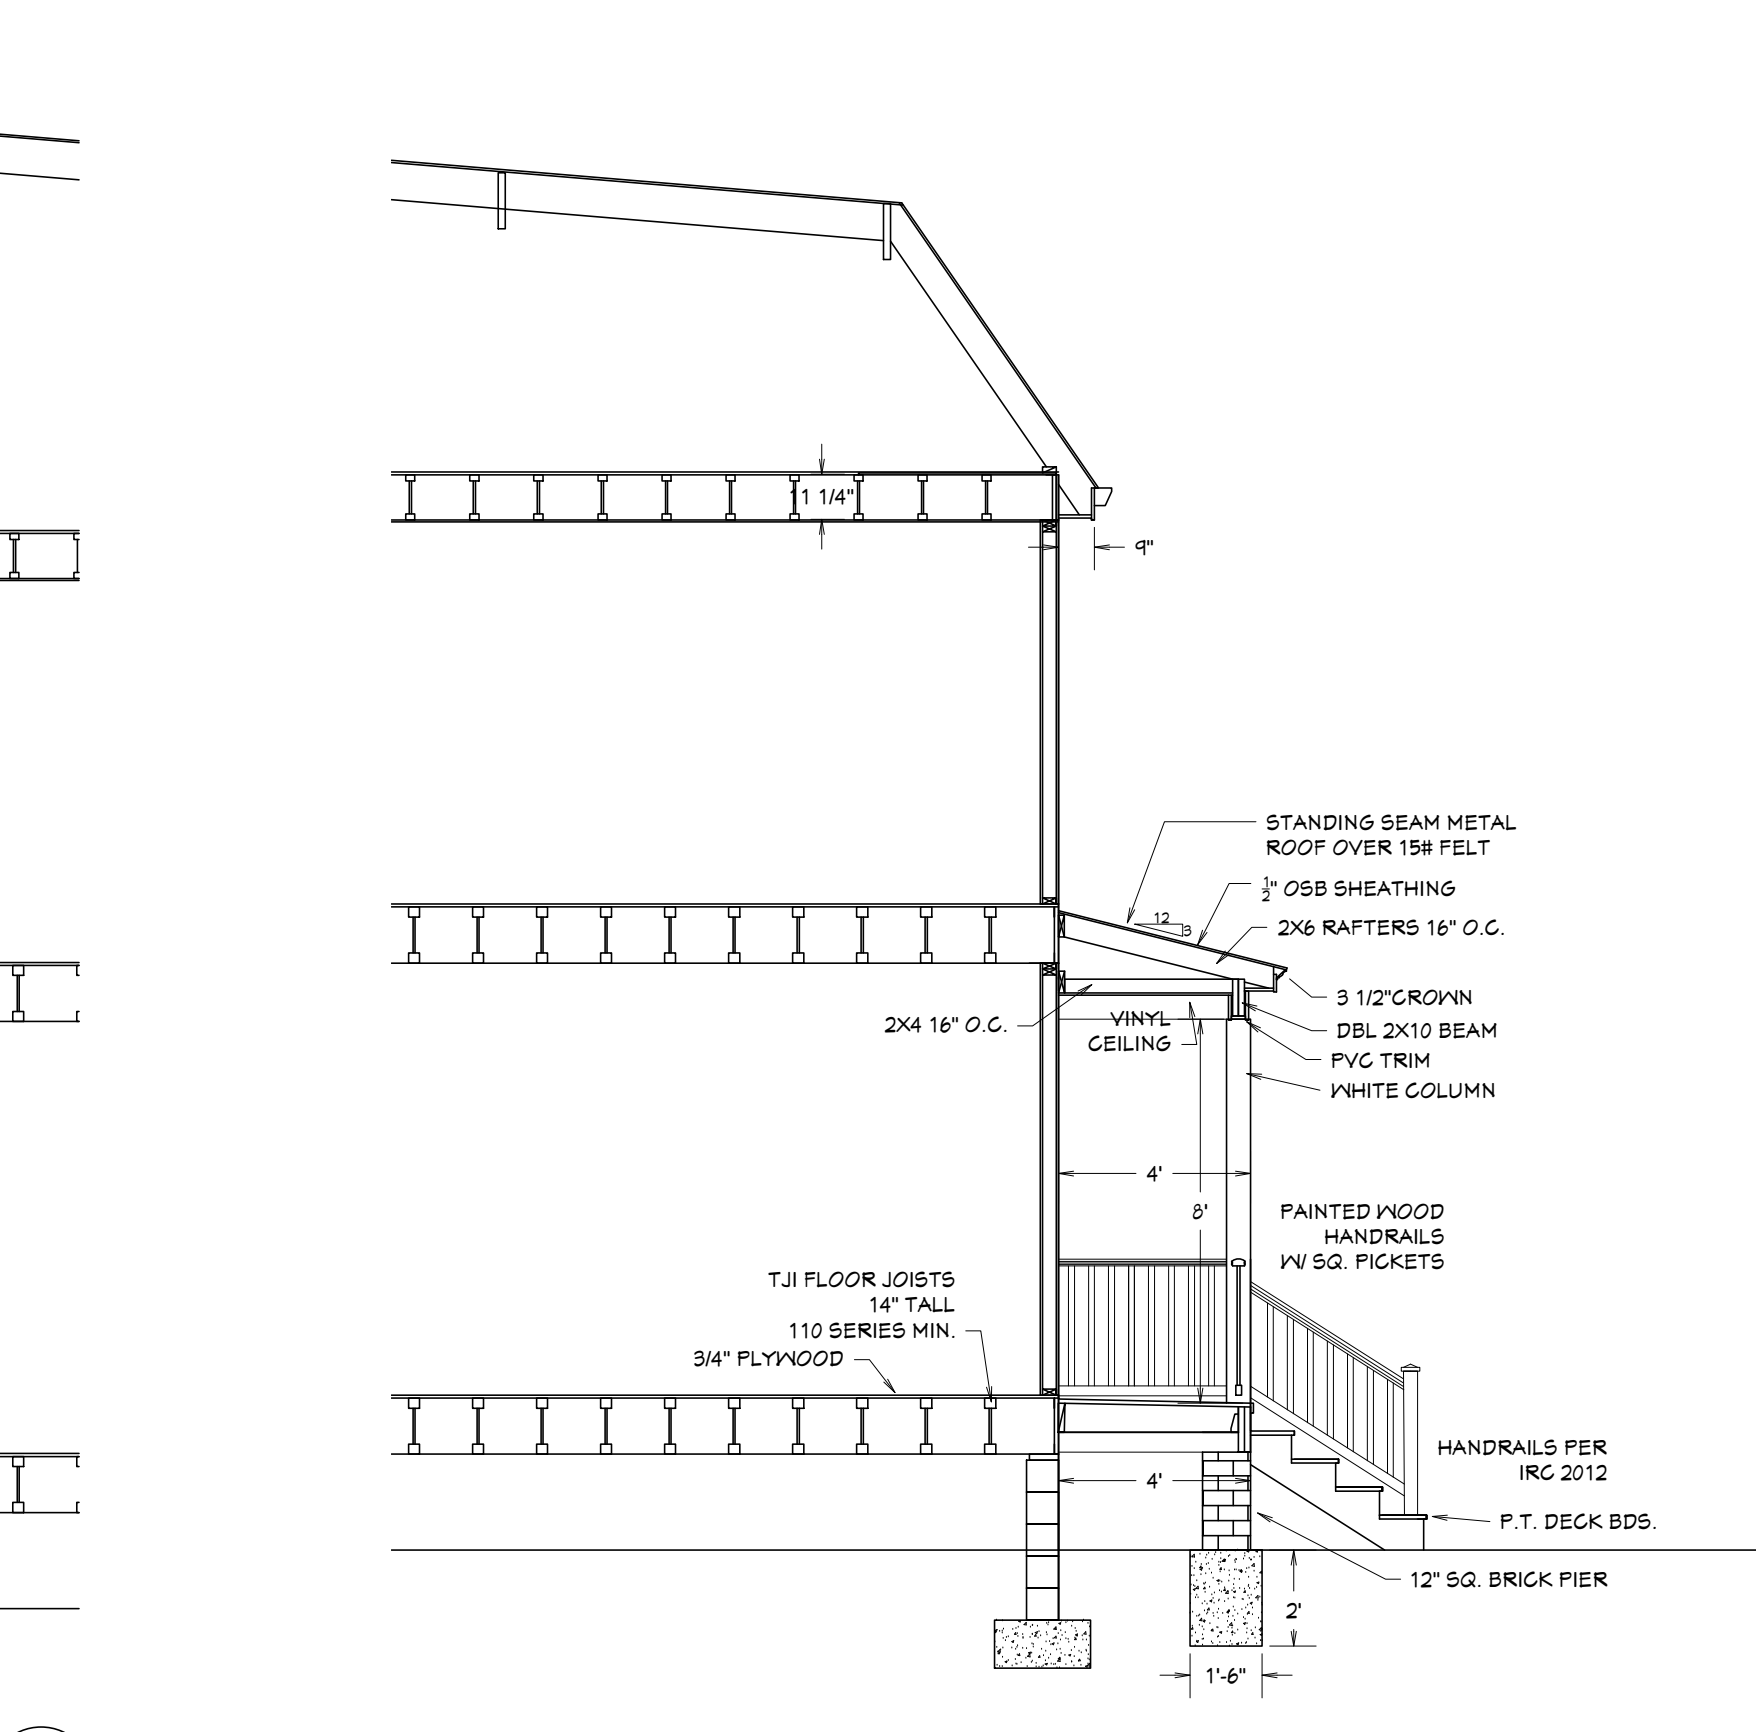 11 1/4"
9"
STANDING SEAM METAL
ROOF OVER 15# FELT
1/2" OSB SHEATHING
12
3
2X6 RAFTERS 16" O.C.
3 1/2"CROWN
2X4 16" O.C.
VINYL
CEILING
DBL 2X10 BEAM
PVC TRIM
WHITE COLUMN
4'
8'
PAINTED WOOD
HANDRAILS
W/ SQ. PICKETS
TJI FLOOR JOISTS
14" TALL
110 SERIES MIN.
3/4" PLYWOOD
HANDRAILS PER
IRC 2012
4'
P.T. DECK BDS.
12" SQ. BRICK PIER
2'
1'-6"